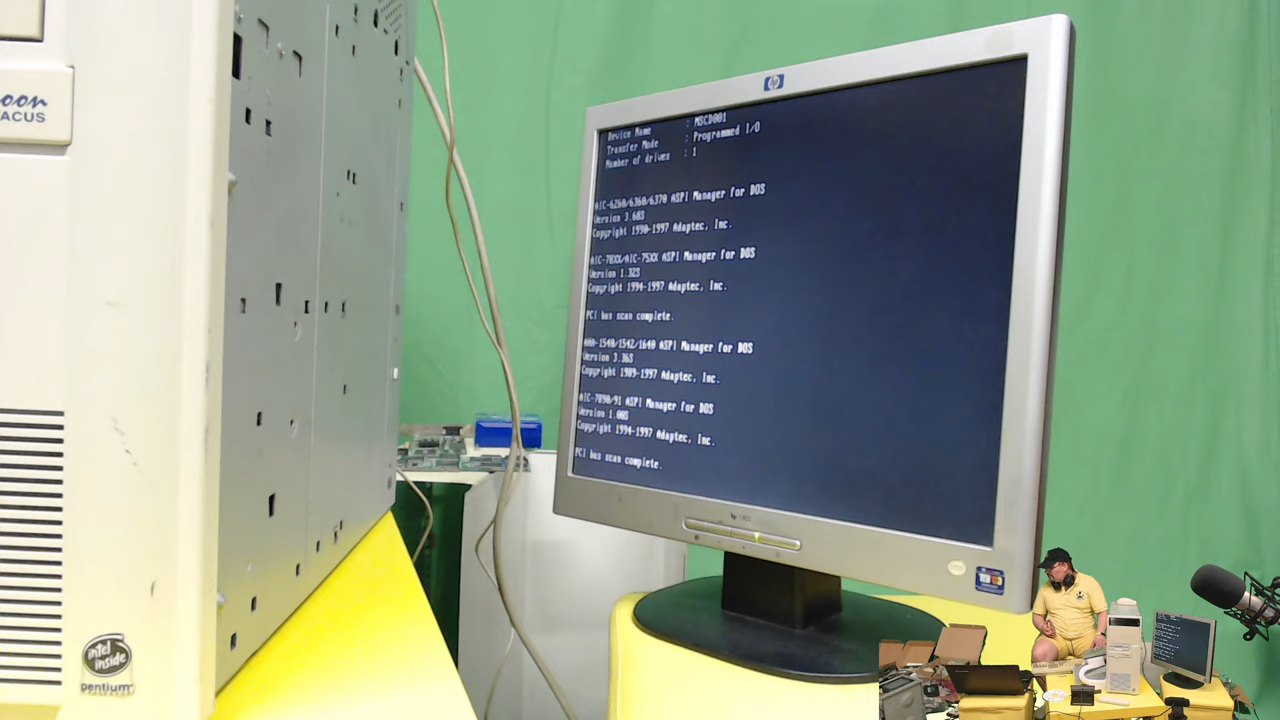 oon
ACUS
intel
inside
pentium
hp
Device Name : MSCD001
Transfer Mode : Programmed I/O
Number of drives : 1
AIC-6260/6360/6370 ASPI Manager for DOS
Version 3.68S
Copyright 1990-1997 Adaptec, Inc.
AIC-78XX/AIC-75XX ASPI Manager for DOS
Version 1.32S
Copyright 1994-1997 Adaptec, Inc.
PCI bus scan complete.
AHA-1540/1542/1640 ASPI Manager for DOS
Version 3.36S
Copyright 1989-1997 Adaptec, Inc.
AIC-7890/91 ASPI Manager for DOS
Version 1.00S
Copyright 1994-1997 Adaptec, Inc.
PCI bus scan complete.